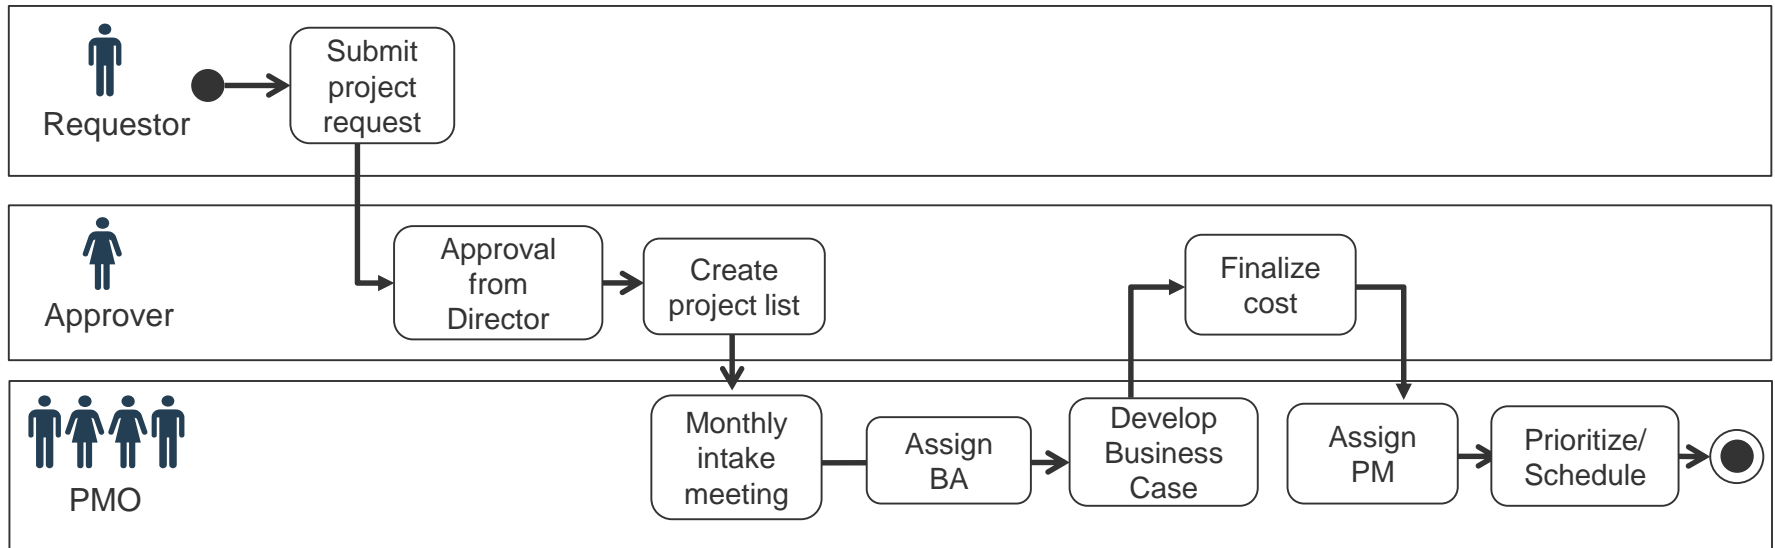 Requestor
Submit
project
request
Approver
Approval
from
Director
Create
project list
Finalize
cost
PMO
Monthly
intake
meeting
Assign
BA
Develop
Business
Case
Assign
PM
Prioritize/
Schedule